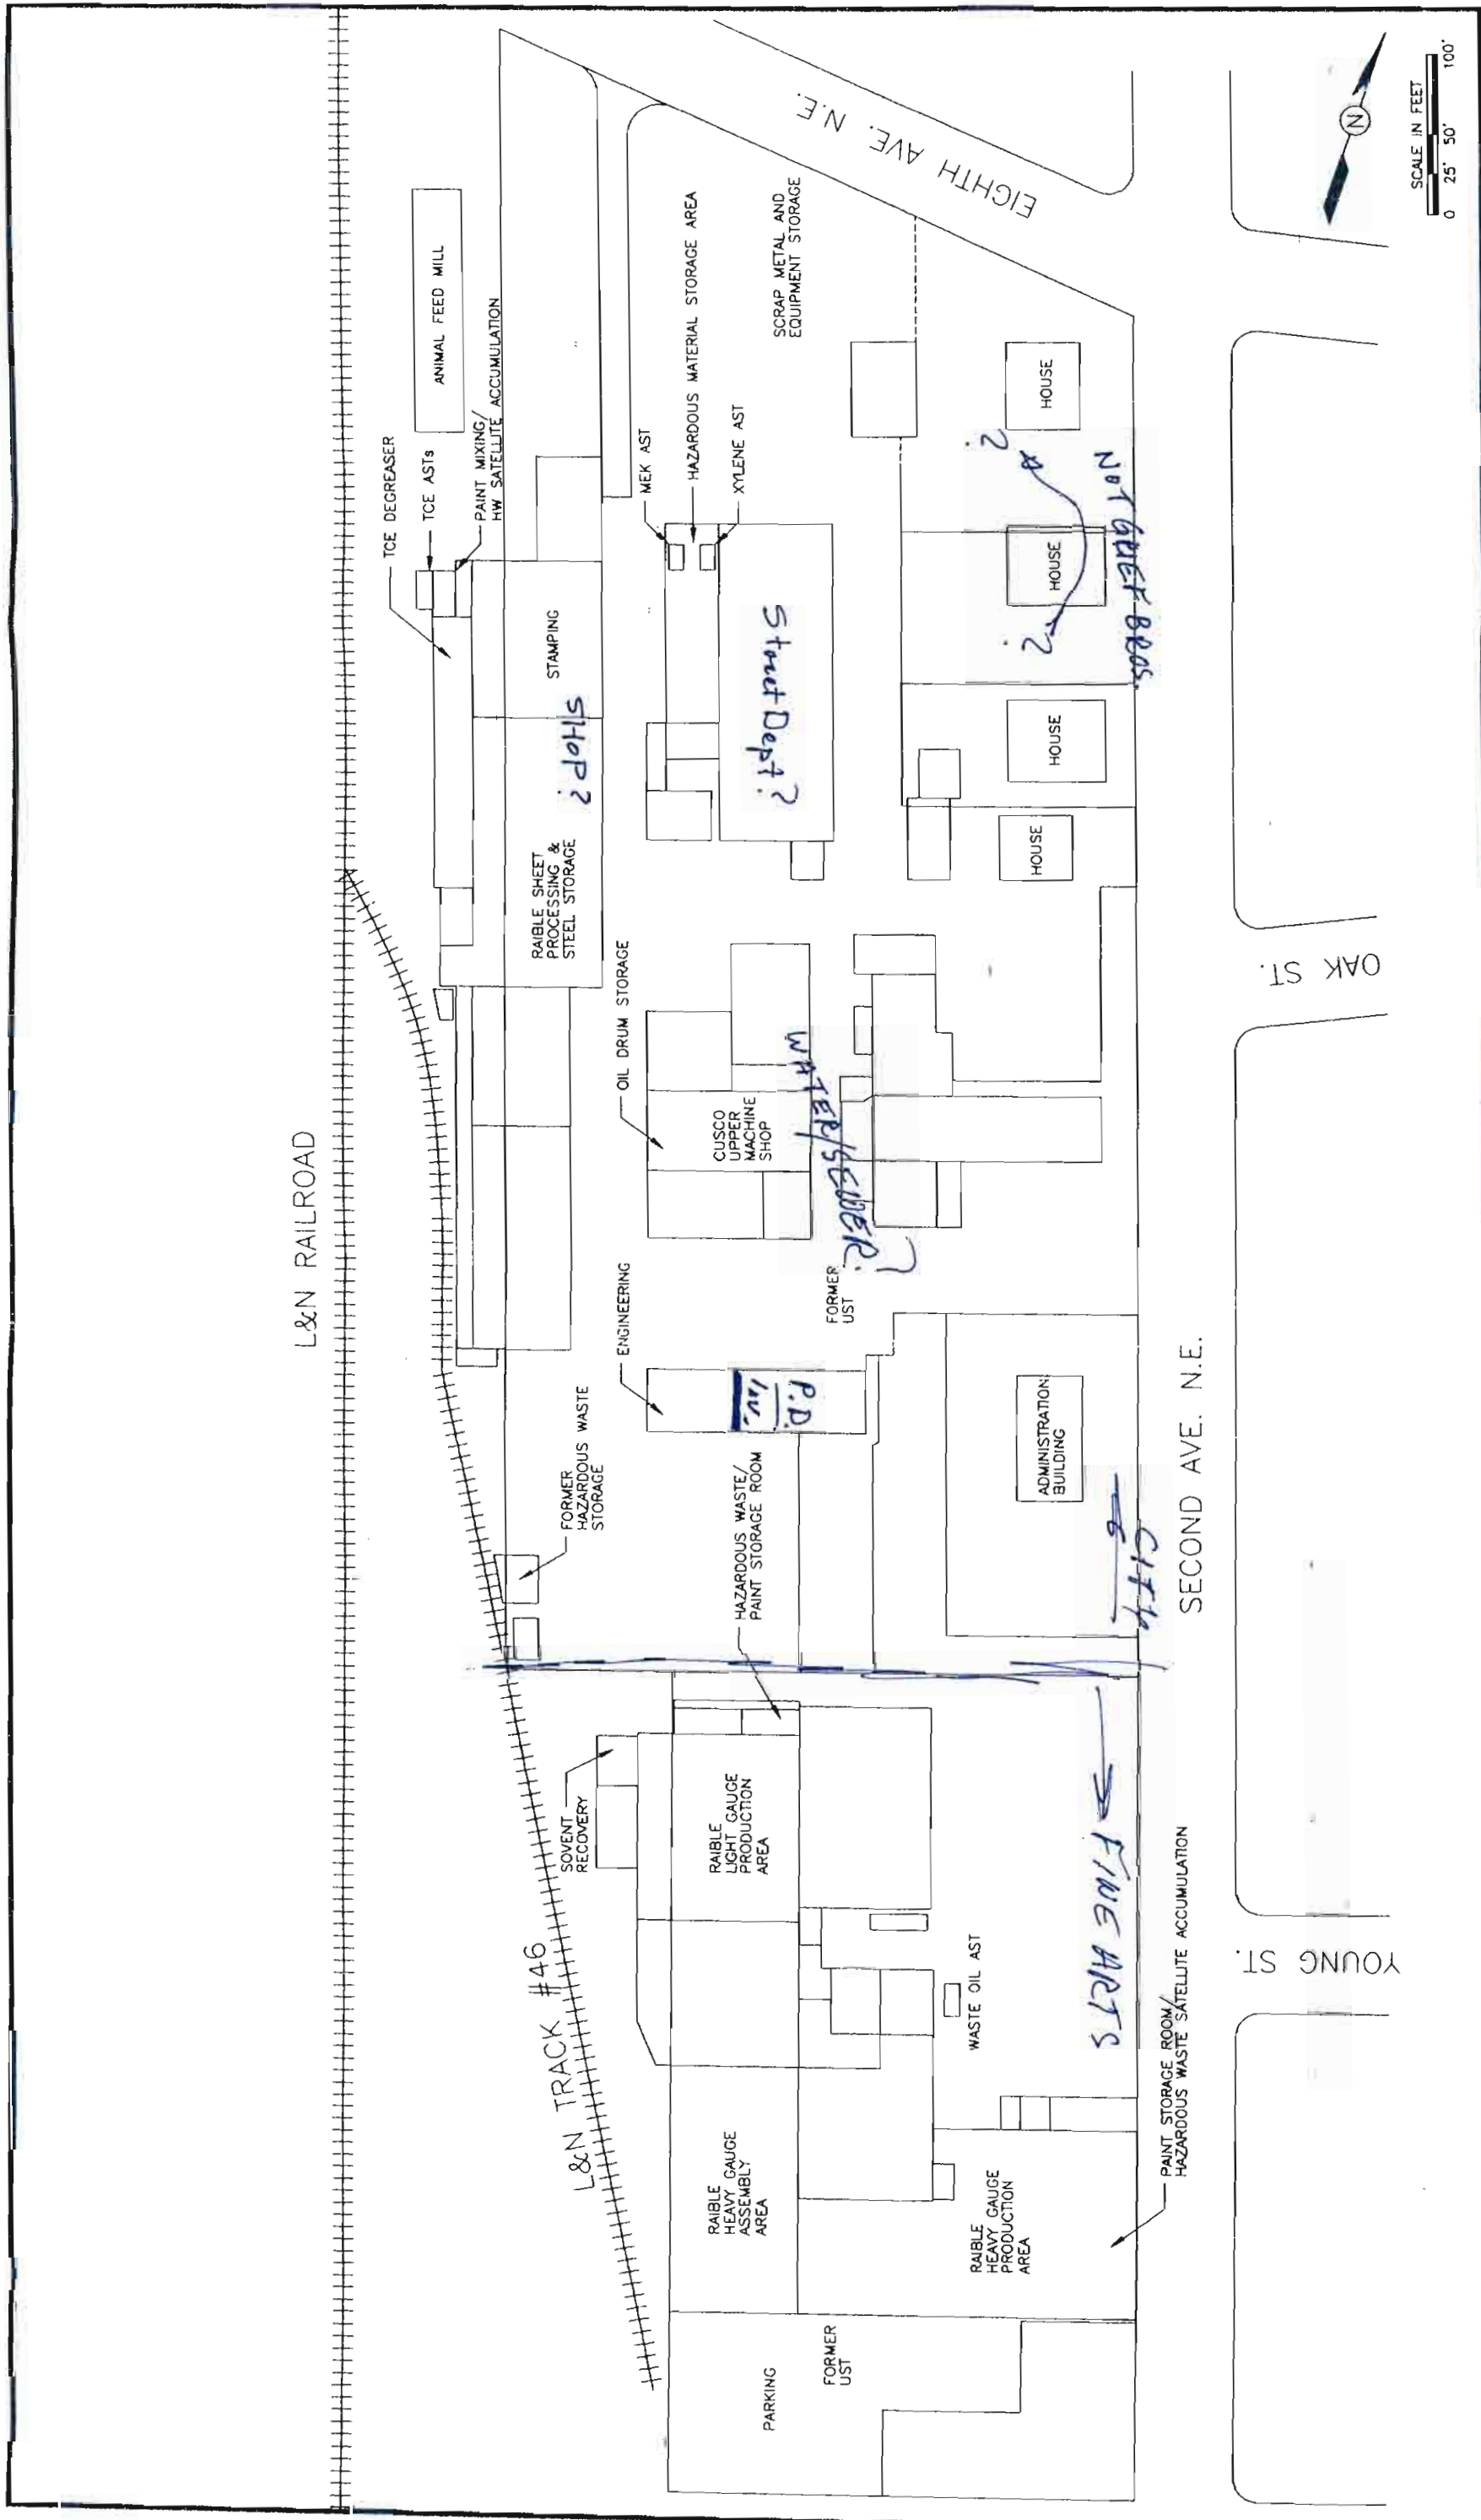 L&N RAILROAD
L&N TRACK #46
TCE DEGREASER
TCE ASTs
PAINT MIXING/
HW SATELLITE ACCUMULATION
ANIMAL FEED MILL
STAMPING
SHOP?
RAIBLE SHEET
PROCESSING &
STEEL STORAGE
MEK AST
HAZARDOUS MATERIAL STORAGE AREA
XYLENE AST
SCRAP METAL AND
EQUIPMENT STORAGE
EIGHTH AVE. N.E.
Street Dept?
OIL DRUM STORAGE
CUSCO
UPPER
MACHINE
SHOP
WATER/SEWER?
FORMER
UST
ENGINEERING
P.D.
Inv.
FORMER
HAZARDOUS WASTE
STORAGE
HAZARDOUS WASTE/
PAINT STORAGE ROOM
SOVENT
RECOVERY
RAIBLE
LIGHT GAUGE
PRODUCTION
AREA
RAIBLE
HEAVY GAUGE
ASSEMBLY
AREA
WASTE OIL AST
RAIBLE
HEAVY GAUGE
PRODUCTION
AREA
PARKING
FORMER
UST
ADMINISTRATION
BUILDING
CITY
FINE ARTS
HOUSE
HOUSE
HOUSE
HOUSE
?
?
NOT GRIEF BROS.
PAINT STORAGE ROOM/
HAZARDOUS WASTE SATELLITE ACCUMULATION
SECOND AVE. N.E.
OAK ST.
YOUNG ST.
N
SCALE IN FEET
0 25' 50' 100'